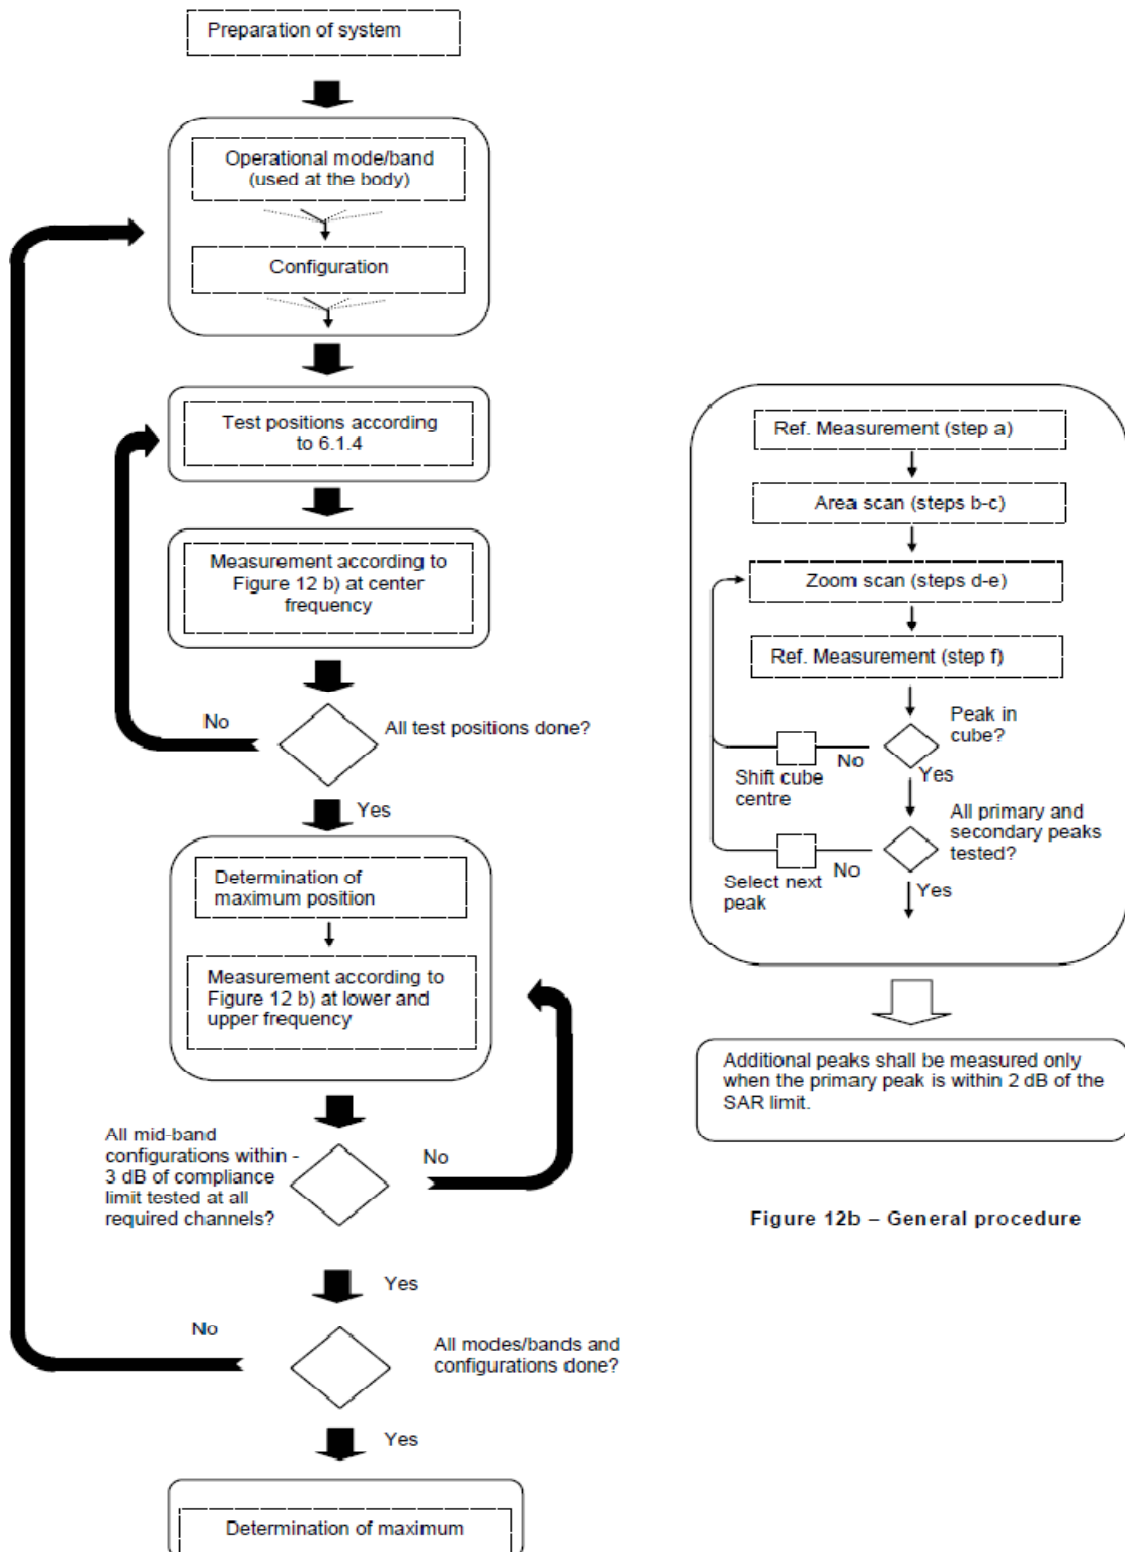 Preparation of system
Operational mode/band
(used at the body)
Configuration
Test positions according
to 6.1.4
Measurement according to
Figure 12 b) at center
frequency
No
All test positions done?
Yes
Determination of
maximum position
Measurement according to
Figure 12 b) at lower and
upper frequency
All mid-band
configurations within -
3 dB of compliance
limit tested at all
required channels?
No
Yes
No
All modes/bands and
configurations done?
Yes
Determination of maximum
Ref. Measurement (step a)
Area scan (steps b-c)
Zoom scan (steps d-e)
Ref. Measurement (step f)
Peak in
cube?
No
Shift cube
centre
Yes
All primary and
secondary peaks
tested?
No
Select next
peak
Yes
Additional peaks shall be measured only
when the primary peak is within 2 dB of the
SAR limit.
Figure 12b – General procedure